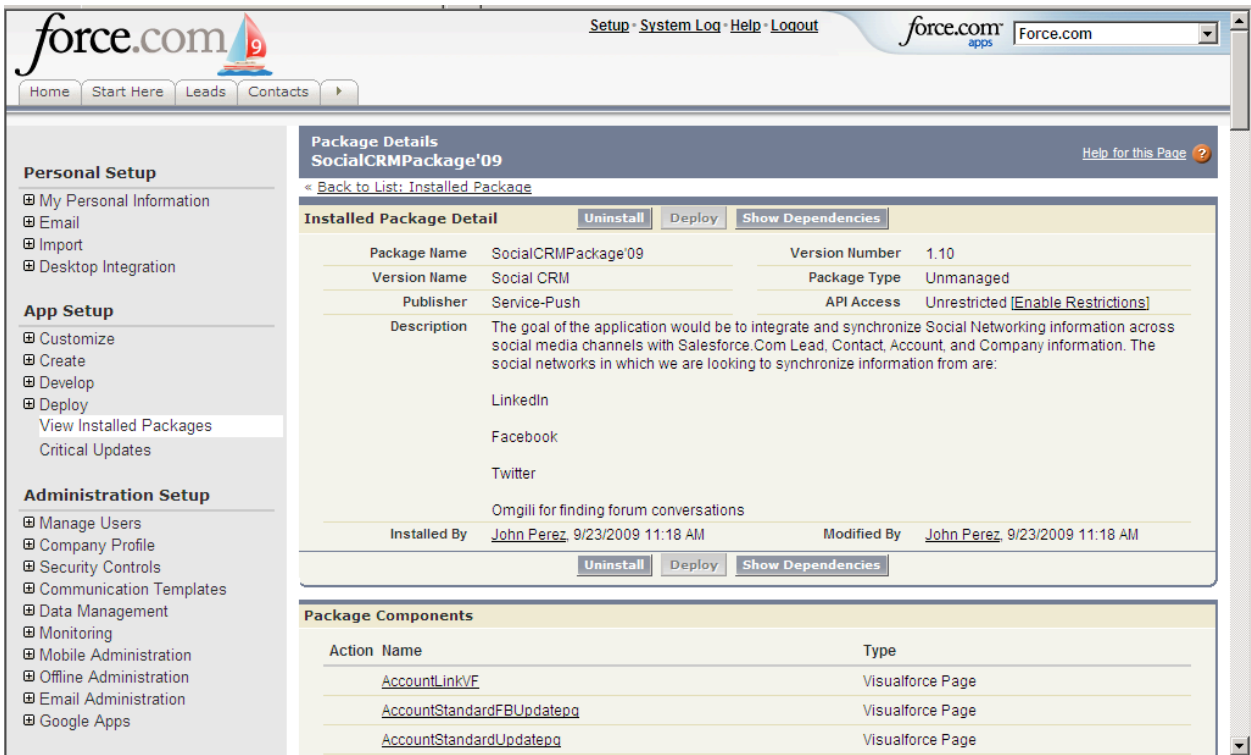 force.com 9
Setup · System Log · Help · Logout
force.com apps
Force.com
Home Start Here Leads Contacts
Personal Setup
My Personal Information
Email
Import
Desktop Integration
App Setup
Customize
Create
Develop
Deploy
View Installed Packages
Critical Updates
Administration Setup
Manage Users
Company Profile
Security Controls
Communication Templates
Data Management
Monitoring
Mobile Administration
Offline Administration
Email Administration
Google Apps
Package Details
SocialCRMPackage'09
Help for this Page ?
« Back to List: Installed Package
Installed Package Detail Uninstall Deploy Show Dependencies
Package Name SocialCRMPackage'09 Version Number 1.10
Version Name Social CRM Package Type Unmanaged
Publisher Service-Push API Access Unrestricted [Enable Restrictions]
Description The goal of the application would be to integrate and synchronize Social Networking information across
social media channels with Salesforce.Com Lead, Contact, Account, and Company information. The
social networks in which we are looking to synchronize information from are:
LinkedIn
Facebook
Twitter
Omgili for finding forum conversations
Installed By John Perez, 9/23/2009 11:18 AM Modified By John Perez, 9/23/2009 11:18 AM
Uninstall Deploy Show Dependencies
Package Components
Action Name Type
AccountLinkVF Visualforce Page
AccountStandardFBUpdatepg Visualforce Page
AccountStandardUpdatepg Visualforce Page